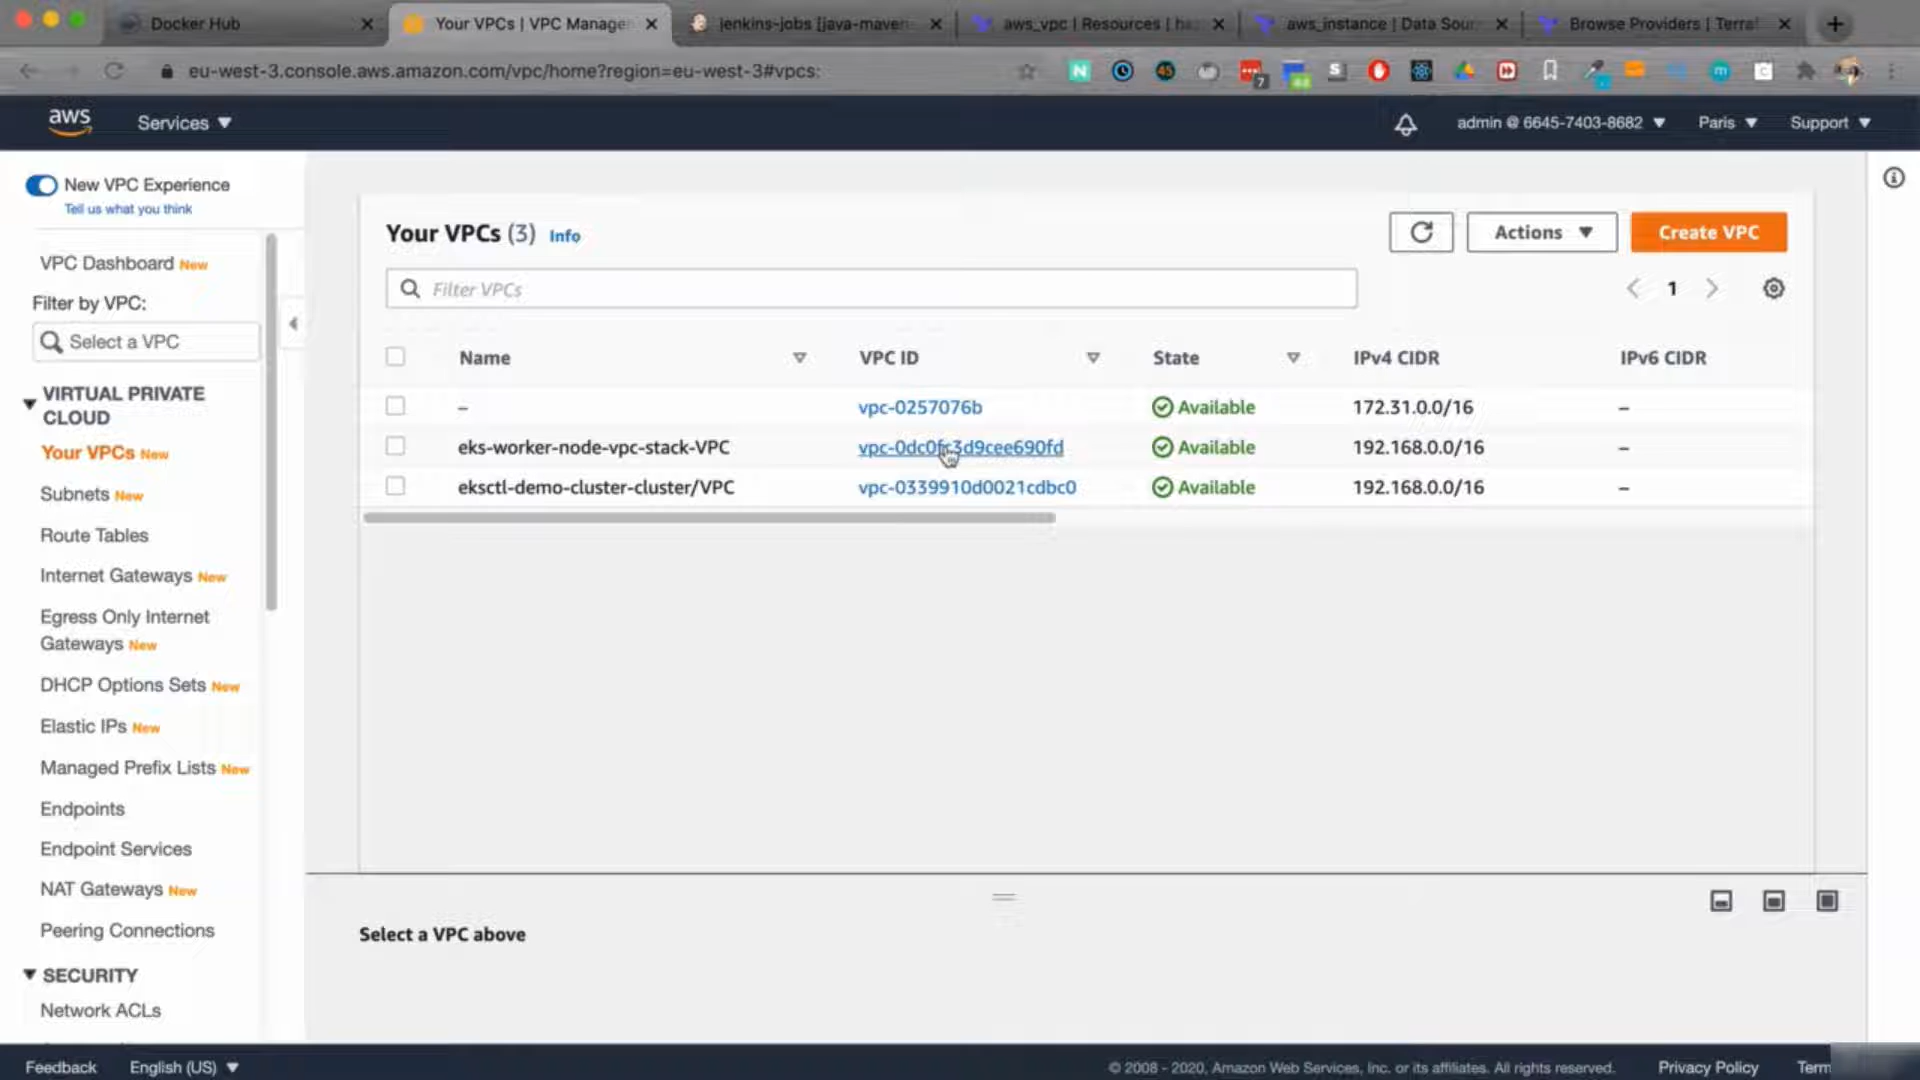 Docker Hub
Your VPCs | VPC Manage
jenkins-jobs [java-maven
aws_vpc | Resources | ha
aws_instance | Data Sour
Browse Providers | Terraf
eu-west-3.console.aws.amazon.com/vpc/home?region=eu-west-3#vpcs:
aws
Services
admin @ 6645-7403-8682
Paris
Support
New VPC Experience
Tell us what you think
VPC Dashboard New
Filter by VPC:
Select a VPC
VIRTUAL PRIVATE
CLOUD
Your VPCs New
Subnets New
Route Tables
Internet Gateways New
Egress Only Internet
Gateways New
DHCP Options Sets New
Elastic IPs New
Managed Prefix Lists New
Endpoints
Endpoint Services
NAT Gateways New
Peering Connections
SECURITY
Network ACLs
Your VPCs (3) Info
Actions
Create VPC
Filter VPCs
1
Name VPC ID State IPv4 CIDR IPv6 CIDR
– vpc-0257076b Available 172.31.0.0/16 –
eks-worker-node-vpc-stack-VPC vpc-0dc0fc3d9cee690fd Available 192.168.0.0/16 –
eksctl-demo-cluster-cluster/VPC vpc-0339910d0021cdbc0 Available 192.168.0.0/16 –
Select a VPC above
Feedback
English (US)
© 2008 - 2020, Amazon Web Services, Inc. or its affiliates. All rights reserved.
Privacy Policy
Term